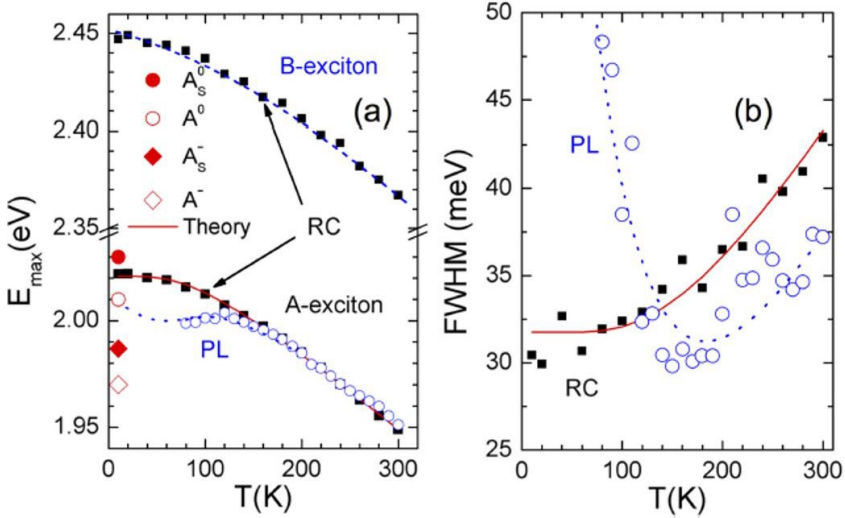 2.45
2.40
2.35
2.00
1.95
E_max(eV)
B-exciton
(a)
A_S^0
A^0
A_S^-
A^-
Theory
RC
A-exciton
PL
0 100 200 300
T(K)
50
45
40
35
30
25
FWHM (meV)
(b)
PL
RC
0 100 200 300
T(K)